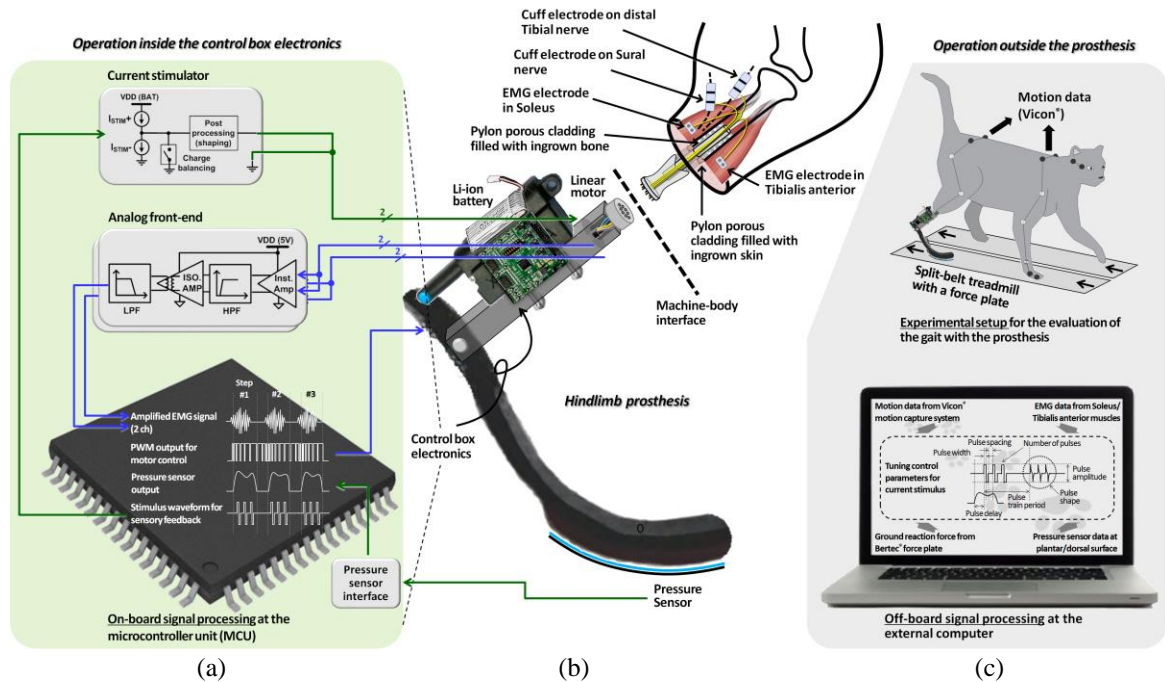 Operation inside the control box electronics
Current stimulator
VDD (BAT)
ISTIM+
ISTIM-
Post
processing
(shaping)
Charge
balancing
Analog front-end
VDD (5V)
LPF
ISO.
AMP
HPF
Inst.
Amp
2
2
2
Step
#1
#2
#3
Amplified EMG signal
(2 ch)
PWM output for
motor control
Pressure sensor
output
Stimulus waveform for
sensory feedback
Pressure
sensor
interface
On-board signal processing at the
microcontroller unit (MCU)
(a)
Cuff electrode on distal
Tibial nerve
Cuff electrode on Sural
nerve
EMG electrode
in Soleus
Pylon porous cladding
filled with ingrown bone
Li-ion
battery
Linear
motor
EMG electrode in
Tibialis anterior
Pylon porous
cladding filled with
ingrown skin
Machine-body
interface
Hindlimb prosthesis
Control box
electronics
0
Pressure
Sensor
(b)
Operation outside the prosthesis
Motion data
(Vicon®)
Split-belt treadmill
with a force plate
Experimental setup for the evaluation of
the gait with the prosthesis
Motion data from Vicon®
motion capture system
EMG data from Soleus/
Tibialis anterior muscles
Pulse spacing
Number of pulses
Pulse width
Tuning control
parameters for
current stimulus
Pulse
amplitude
Pulse
train period
Pulse
shape
Pulse delay
Ground reaction force from
Bertec® force plate
Pressure sensor data at
plantar/dorsal surface
Off-board signal processing at the
external computer
(c)